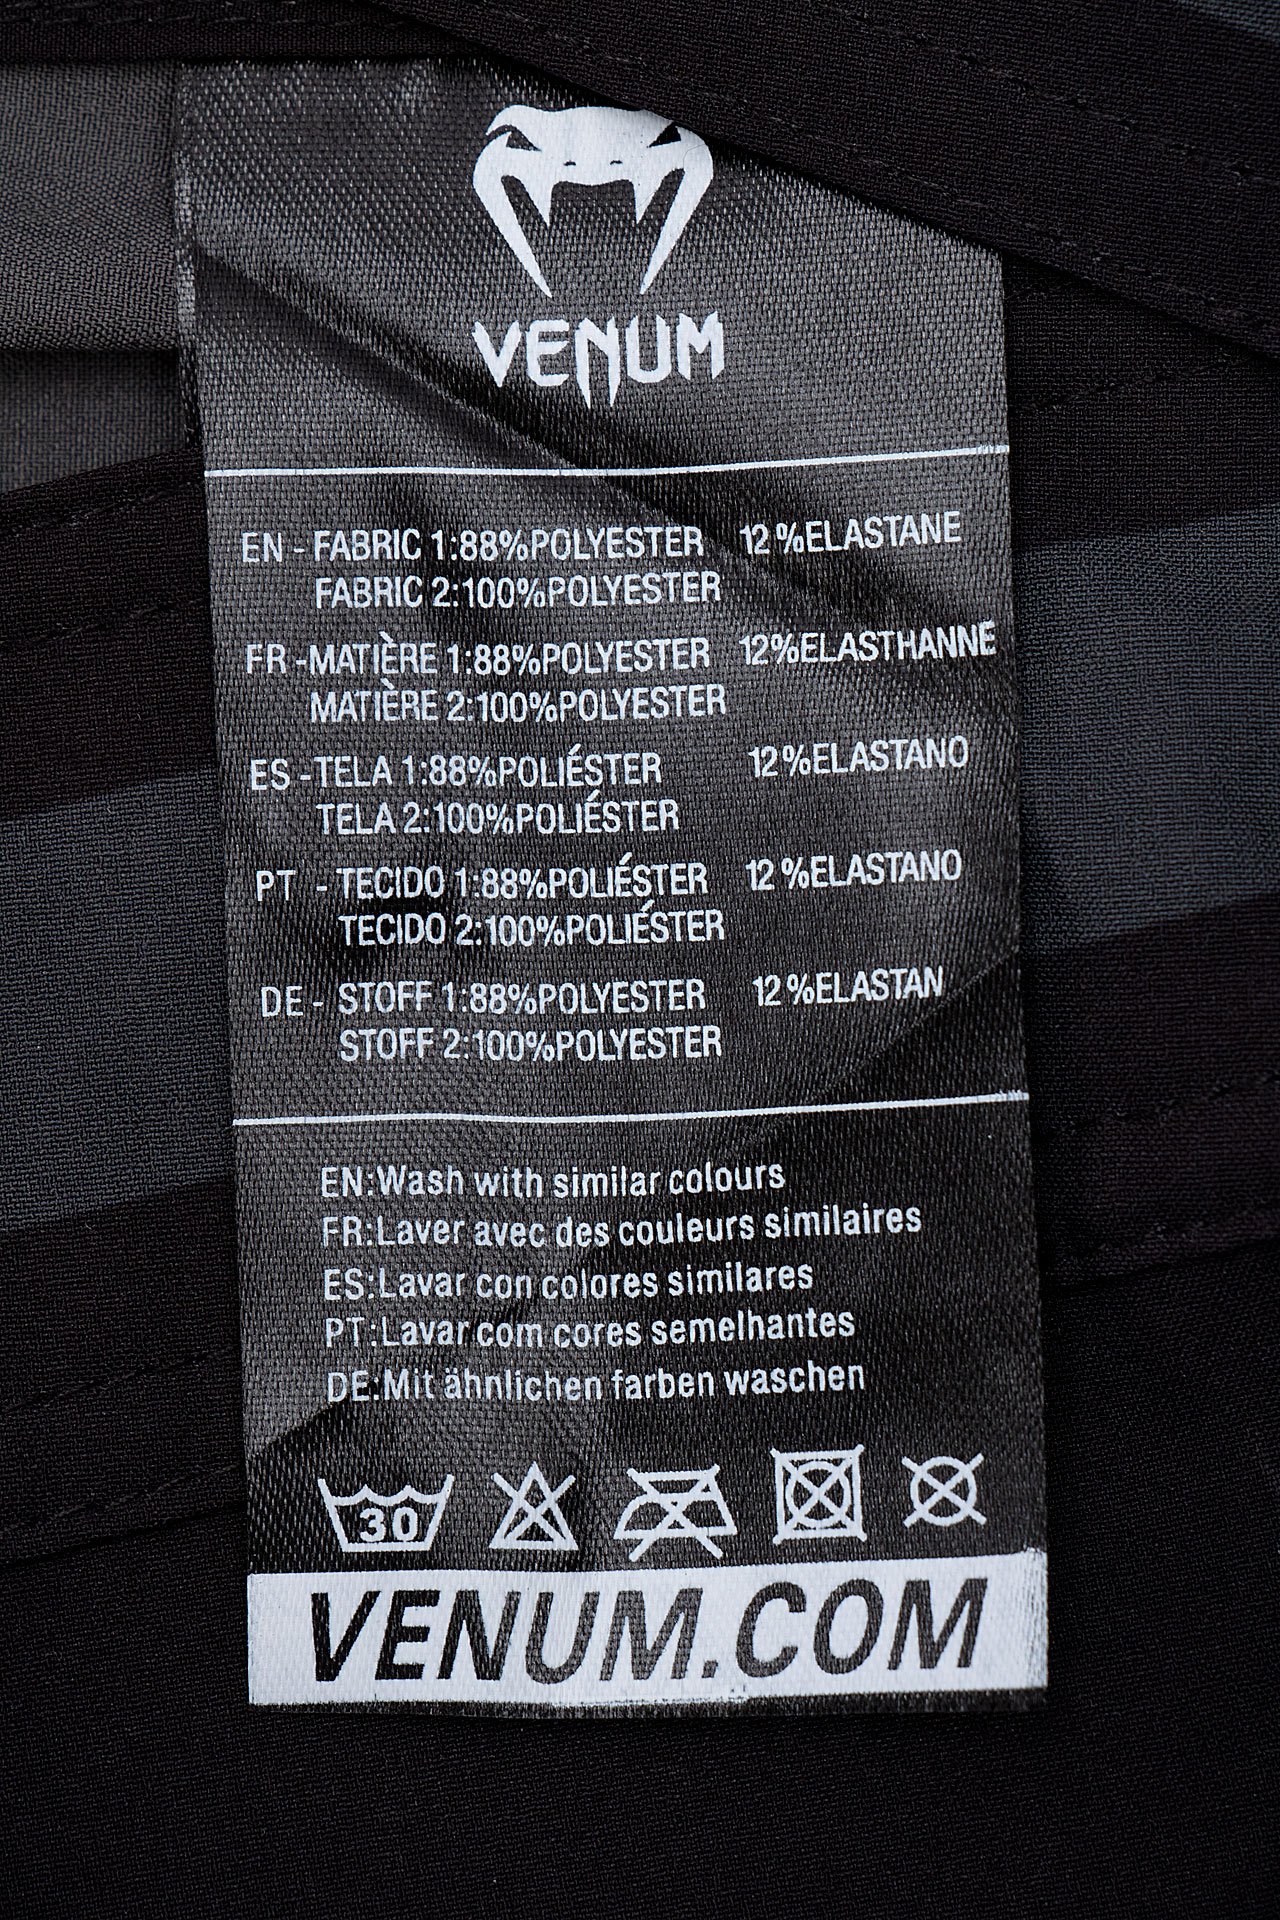 VENUM
EN - FABRIC 1:88%POLYESTER 12%ELASTANE
FABRIC 2:100%POLYESTER
FR -MATIÈRE 1:88%POLYESTER 12%ELASTHANNE
MATIÈRE 2:100%POLYESTER
ES -TELA 1:88%POLIÉSTER 12%ELASTANO
TELA 2:100%POLIÉSTER
PT - TECIDO 1:88%POLIÉSTER 12%ELASTANO
TECIDO 2:100%POLIÉSTER
DE - STOFF 1:88%POLYESTER 12%ELASTAN
STOFF 2:100%POLYESTER
EN:Wash with similar colours
FR:Laver avec des couleurs similaires
ES:Lavar con colores similares
PT:Lavar com cores semelhantes
DE:Mit ähnlichen farben waschen
30
VENUM.COM